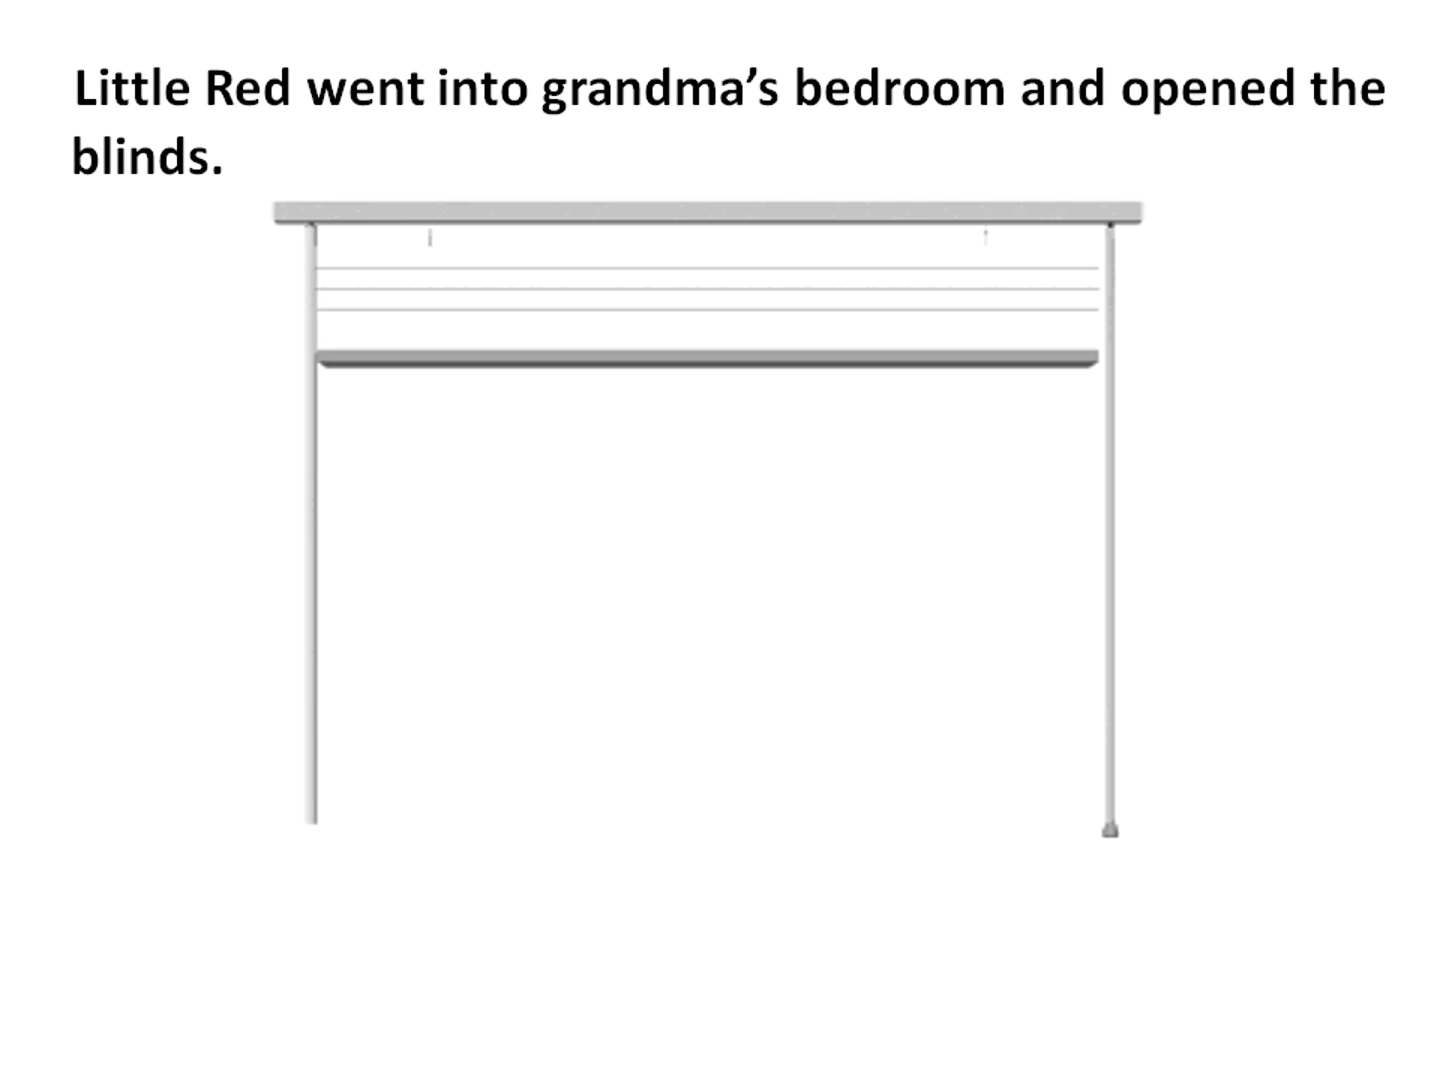 Little Red went into grandma’s bedroom and opened the
blinds.